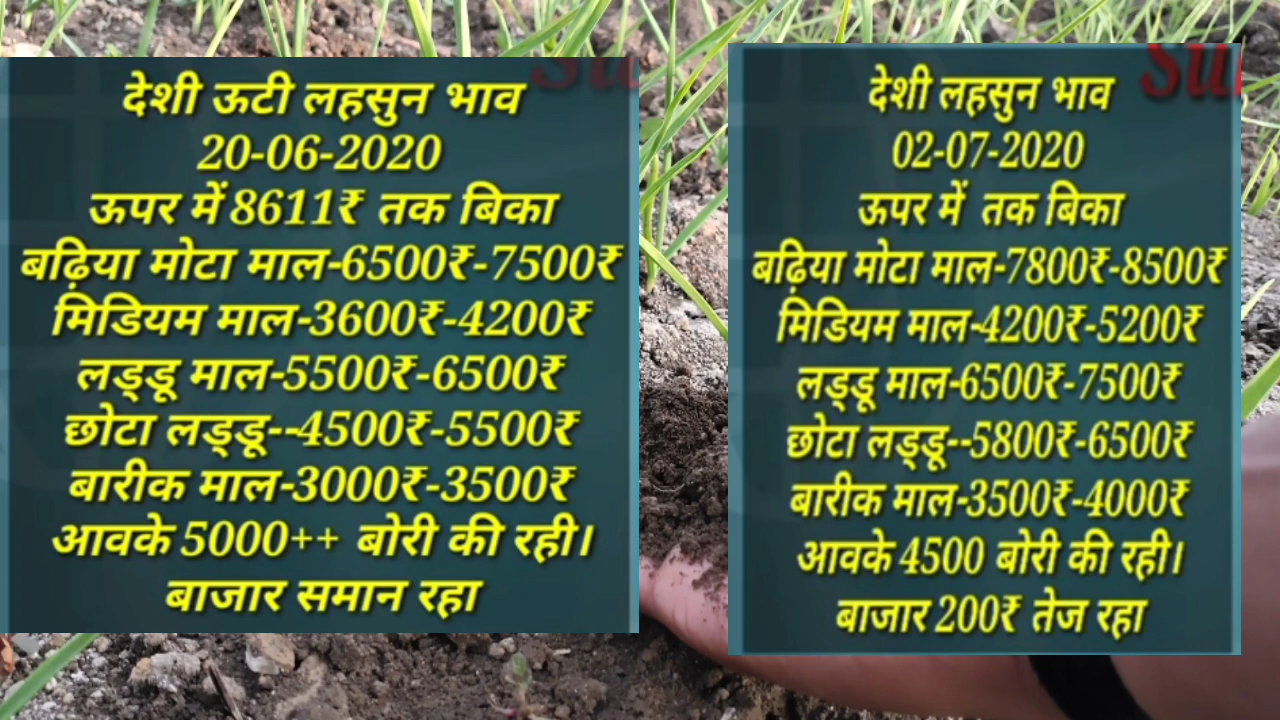 देशी ऊटी लहसुन भाव
20-06-2020
ऊपर में 8611₹ तक बिका
बढ़िया मोटा माल-6500₹-7500₹
मिडियम माल-3600₹-4200₹
लड्डू माल-5500₹-6500₹
छोटा लड्डू--4500₹-5500₹
बारीक माल-3000₹-3500₹
आवके 5000++ बोरी की रही।
बाजार समान रहा
देशी लहसुन भाव
02-07-2020
ऊपर में तक बिका
बढ़िया मोटा माल-7800₹-8500₹
मिडियम माल-4200₹-5200₹
लड्डू माल-6500₹-7500₹
छोटा लड्डू--5800₹-6500₹
बारीक माल-3500₹-4000₹
आवके 4500 बोरी की रही।
बाजार 200₹ तेज रहा